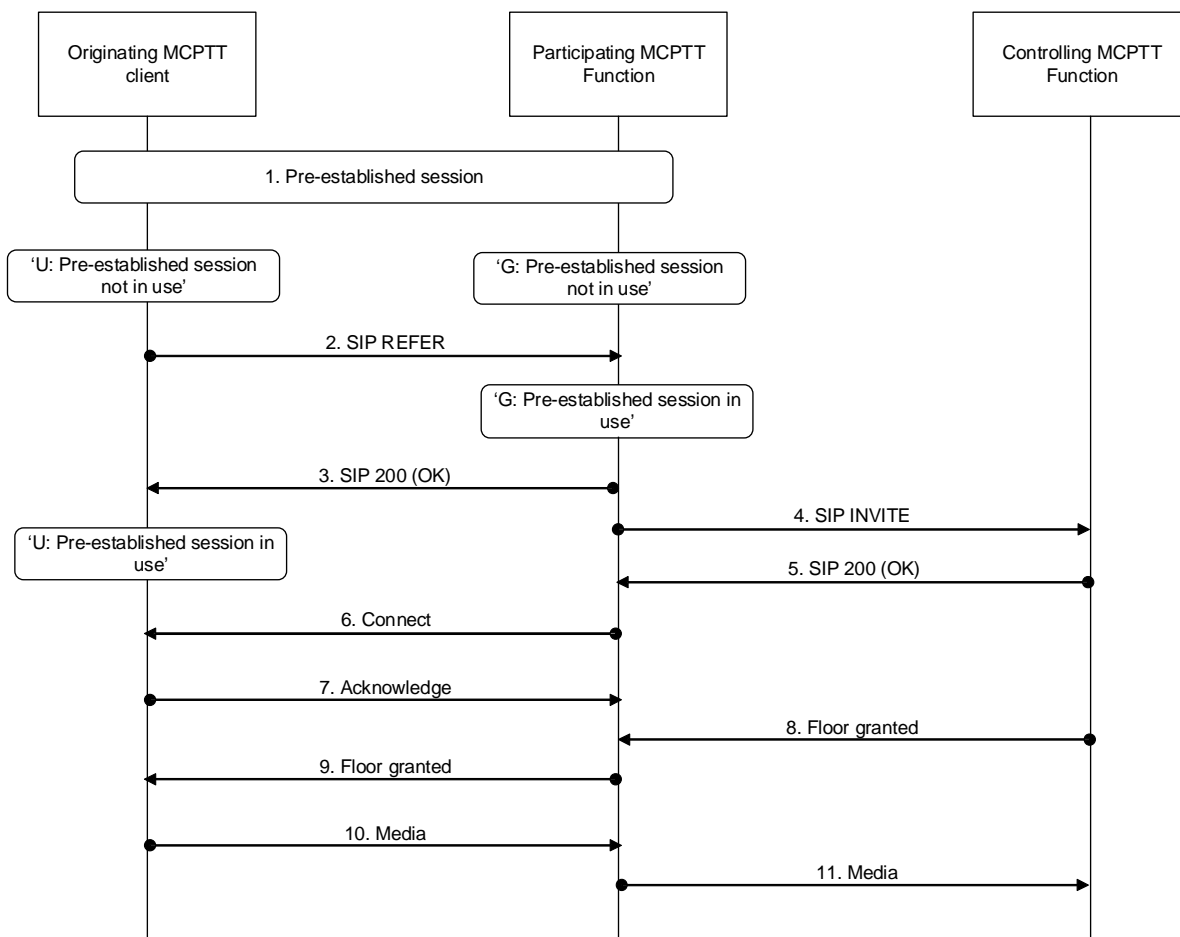 Originating MCPTT
client
Participating MCPTT
Function
Controlling MCPTT
Function
1. Pre-established session
‘U: Pre-established session
not in use’
‘G: Pre-established session
not in use’
2. SIP REFER
‘G: Pre-established session in
use’
3. SIP 200 (OK)
4. SIP INVITE
‘U: Pre-established session in
use’
5. SIP 200 (OK)
6. Connect
7. Acknowledge
8. Floor granted
9. Floor granted
10. Media
11. Media